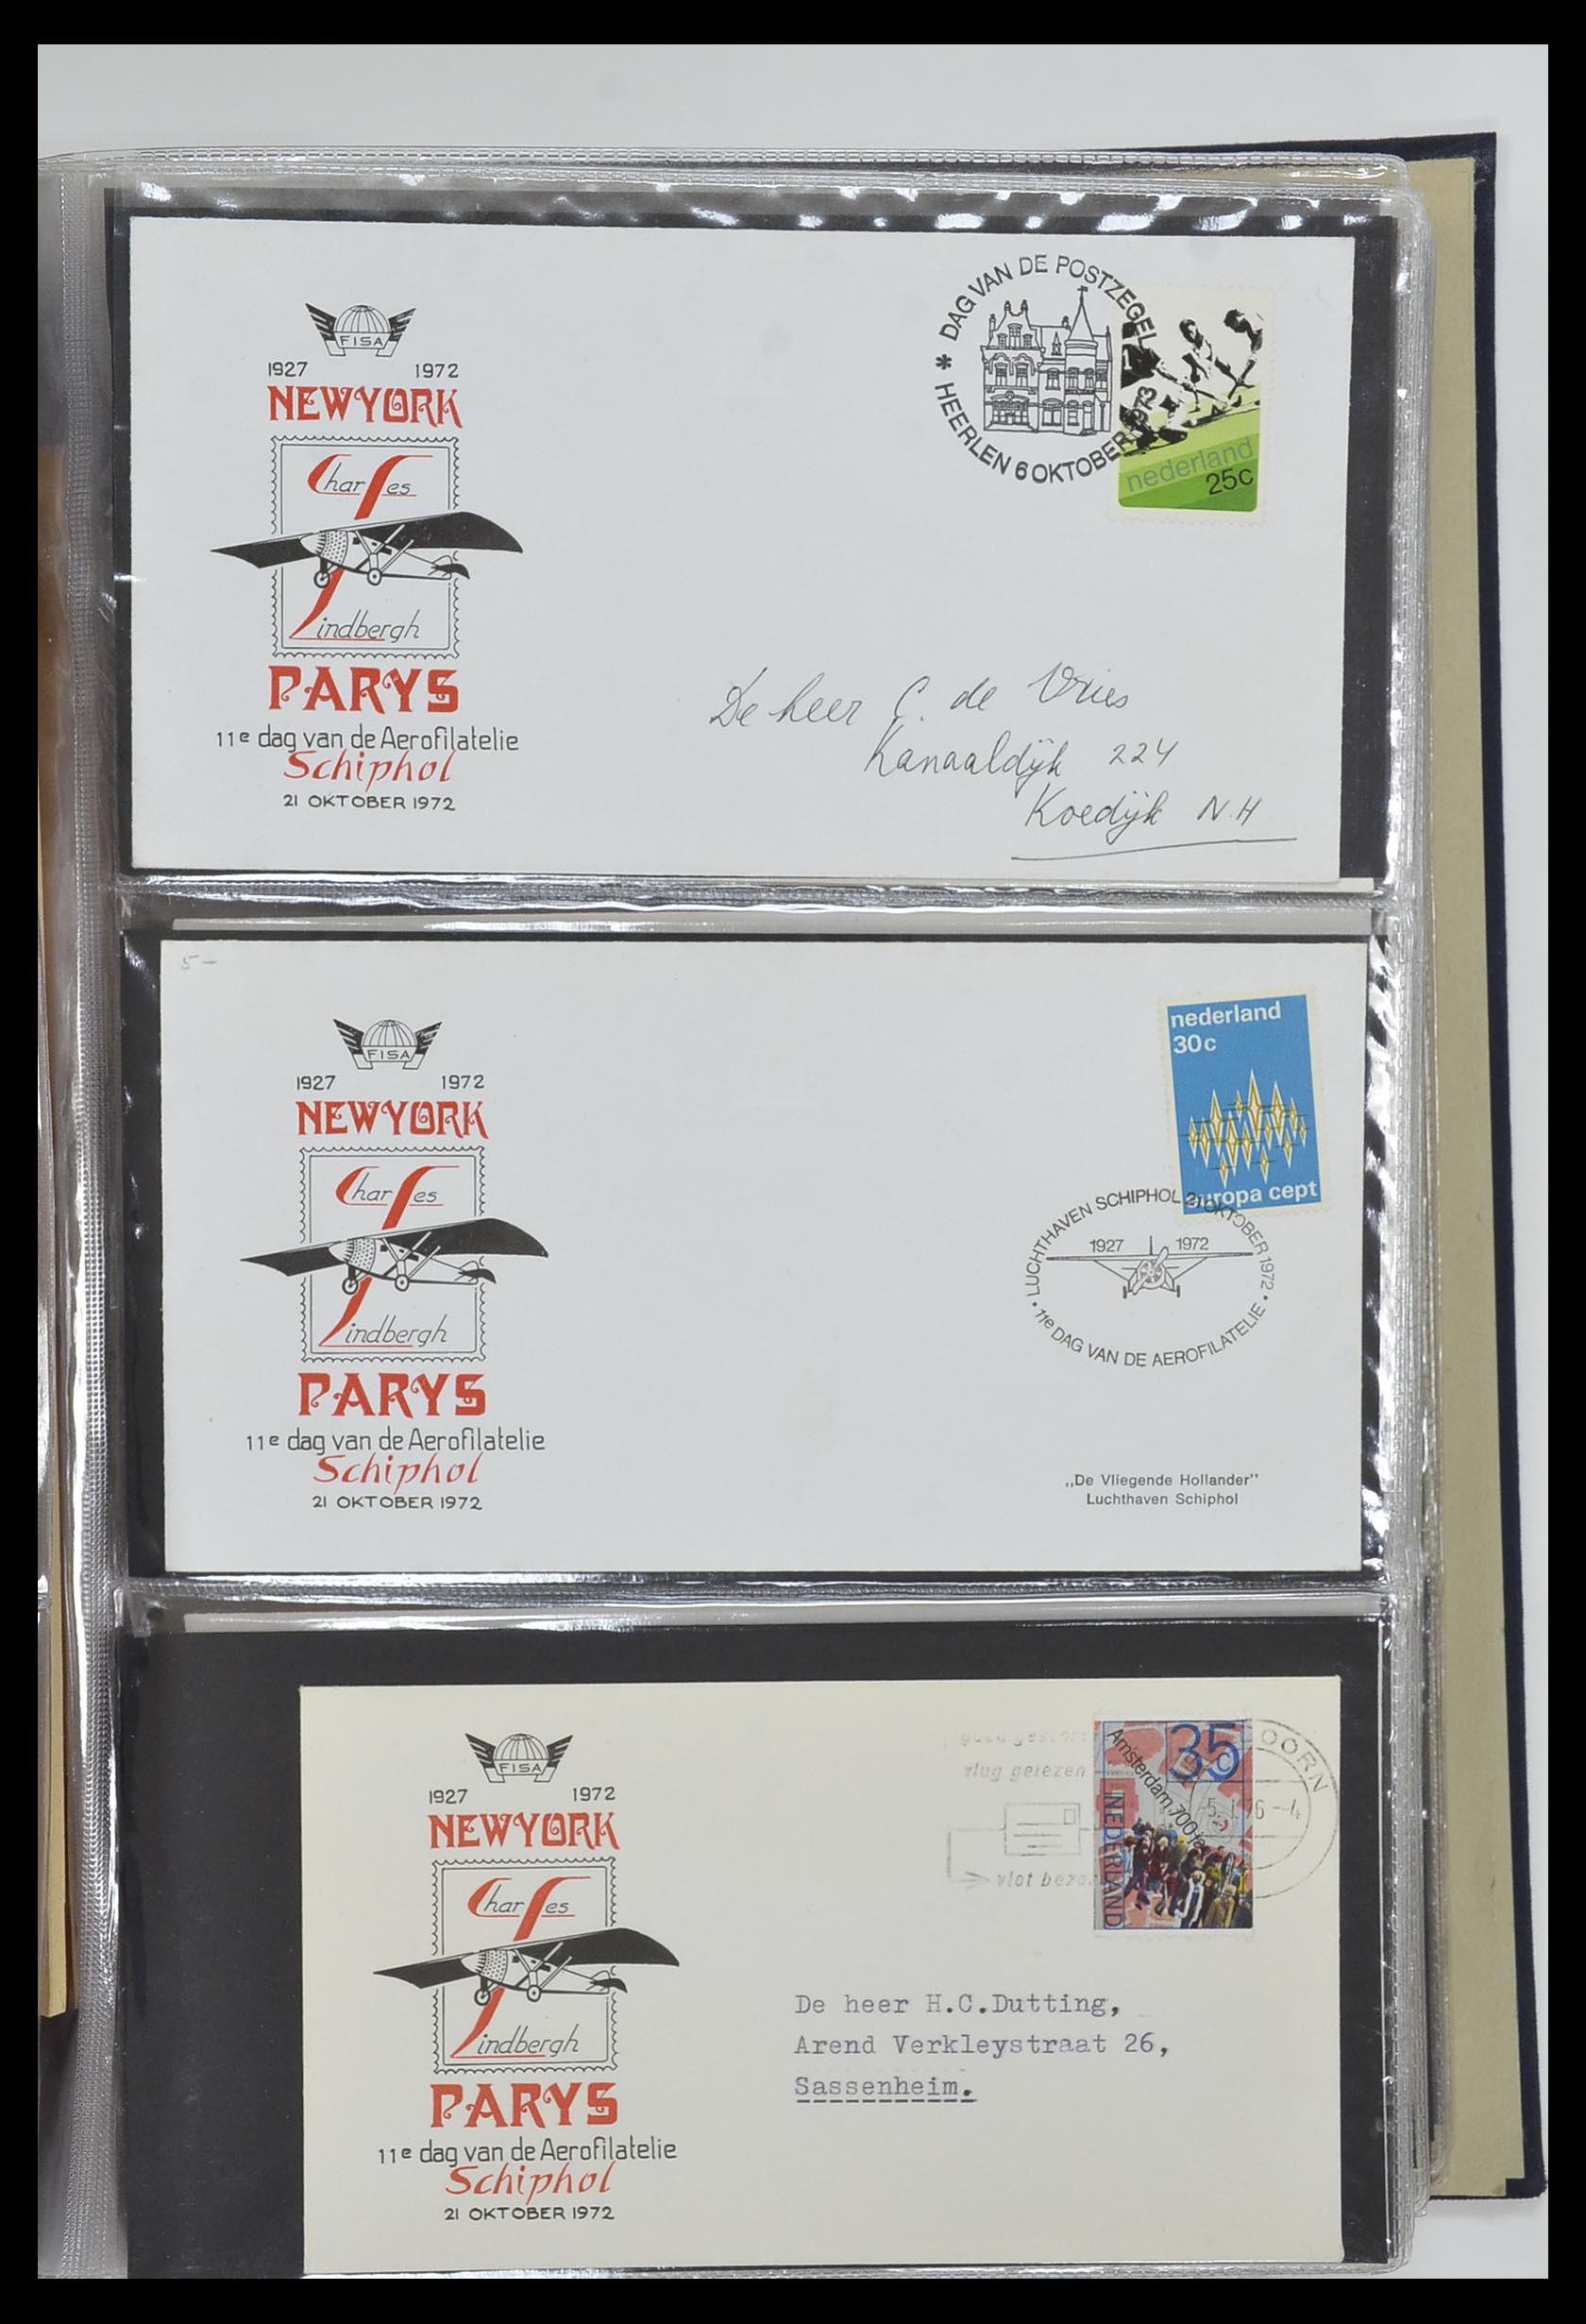 FISA
1927 1972
NEWYORK
Charles
Lindbergh
PARYS
11e dag van de Aerofilatelie
Schiphol
21 OKTOBER 1972
* DAG VAN DE POSTZEGEL
HEERLEN 6 OKTOBER 1973
nederland
25c
De heer C. de Vries
Kanaaldijk 224
Koedijk N.H
5-
FISA
1927 1972
NEWYORK
Charles
Lindbergh
PARYS
11e dag van de Aerofilatelie
Schiphol
21 OKTOBER 1972
nederland
30c
europa cept
LUCHTHAVEN SCHIPHOL 21 OKTOBER 1972
1927 1972
• 11e DAG VAN DE AEROFILATELIE •
„De Vliegende Hollander"
Luchthaven Schiphol
FISA
1927 1972
NEWYORK
Charles
Lindbergh
PARYS
11e dag van de Aerofilatelie
Schiphol
21 OKTOBER 1972
vlug gelezen
vlot
35c
Amsterdam 700
NEDERLAND
OORN
De heer H.C.Dutting,
Arend Verkleystraat 26,
Sassenheim.